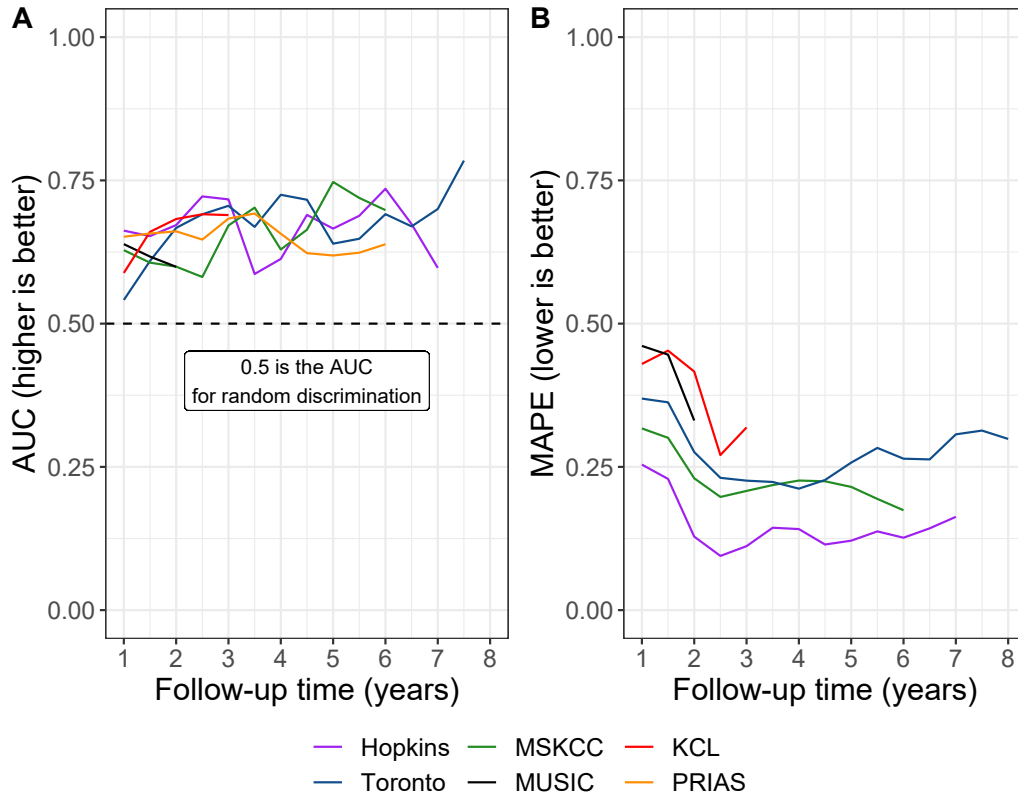 A
AUC (higher is better)
1.00
0.75
0.50
0.25
0.00
0.5 is the AUC
for random discrimination
1 2 3 4 5 6 7 8
Follow-up time (years)
B
MAPE (lower is better)
1.00
0.75
0.50
0.25
0.00
1 2 3 4 5 6 7 8
Follow-up time (years)
Hopkins MSKCC KCL
Toronto MUSIC PRIAS